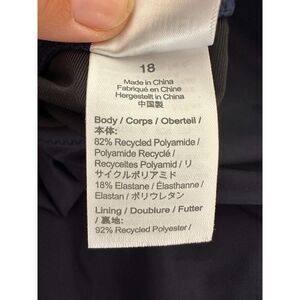 18
Made in China
Fabriqué en Chine
Hergestellt in China
中国製
Body / Corps / Oberteil /
本体:
82% Recycled Polyamide /
Polyamide Recyclé /
Recyceltes Polyamid / リ
サイクルポリアミド
18% Elastane / Élasthanne /
Elastan / ポリウレタン
Lining / Doublure / Futter
/ 裏地:
92% Recycled Polyester /